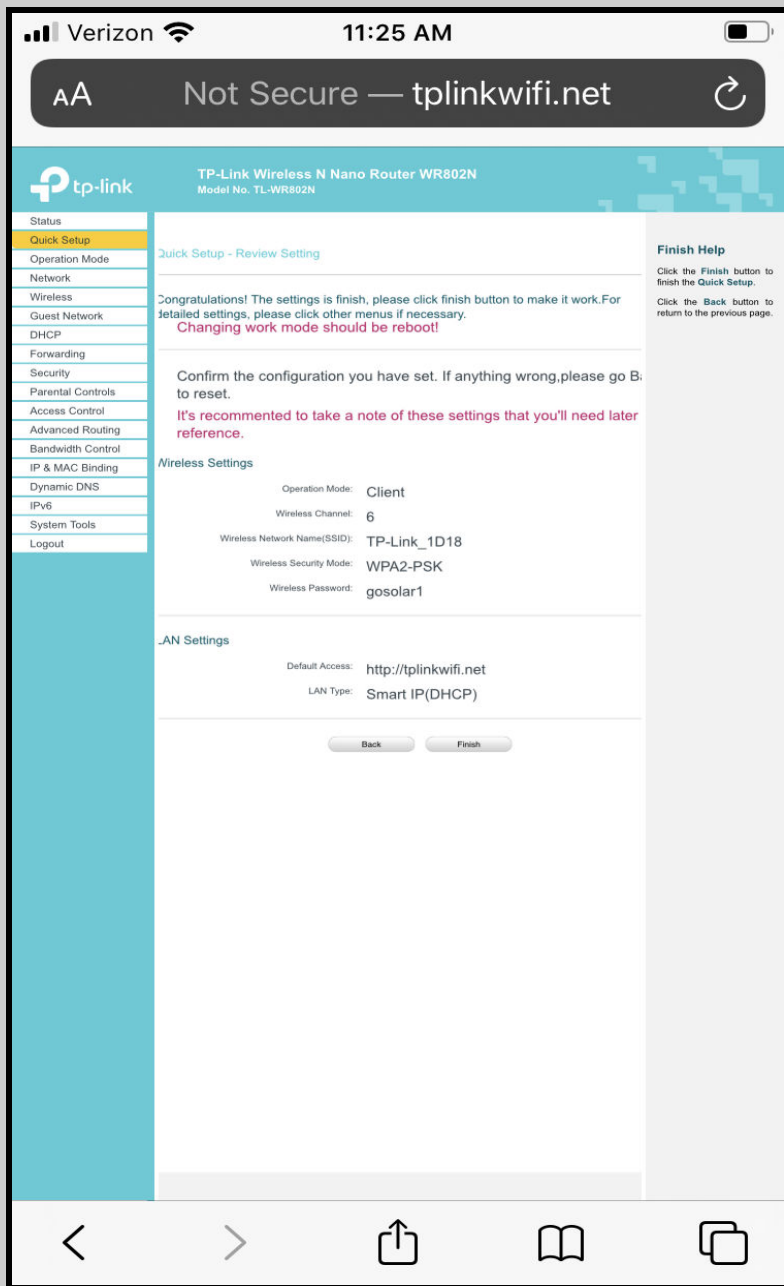 Verizon 11:25 AM
AA Not Secure — tplinkwifi.net
tp-link
TP-Link Wireless N Nano Router WR802N
Model No. TL-WR802N
Status
Quick Setup
Operation Mode
Network
Wireless
Guest Network
DHCP
Forwarding
Security
Parental Controls
Access Control
Advanced Routing
Bandwidth Control
IP & MAC Binding
Dynamic DNS
IPv6
System Tools
Logout
Quick Setup - Review Setting
Congratulations! The settings is finish, please click finish button to make it work.For
detailed settings, please click other menus if necessary.
Changing work mode should be reboot!
Confirm the configuration you have set. If anything wrong,please go Ba
to reset.
It's recommented to take a note of these settings that you'll need later
reference.
Wireless Settings
Operation Mode: Client
Wireless Channel: 6
Wireless Network Name(SSID): TP-Link_1D18
Wireless Security Mode: WPA2-PSK
Wireless Password: gosolar1
LAN Settings
Default Access: http://tplinkwifi.net
LAN Type: Smart IP(DHCP)
Back Finish
Finish Help
Click the Finish button to
finish the Quick Setup.
Click the Back button to
return to the previous page.